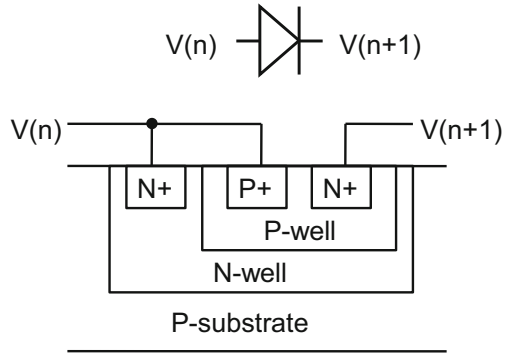 V(n) V(n+1)
V(n) V(n+1)
N+ P+ N+
P-well
N-well
P-substrate